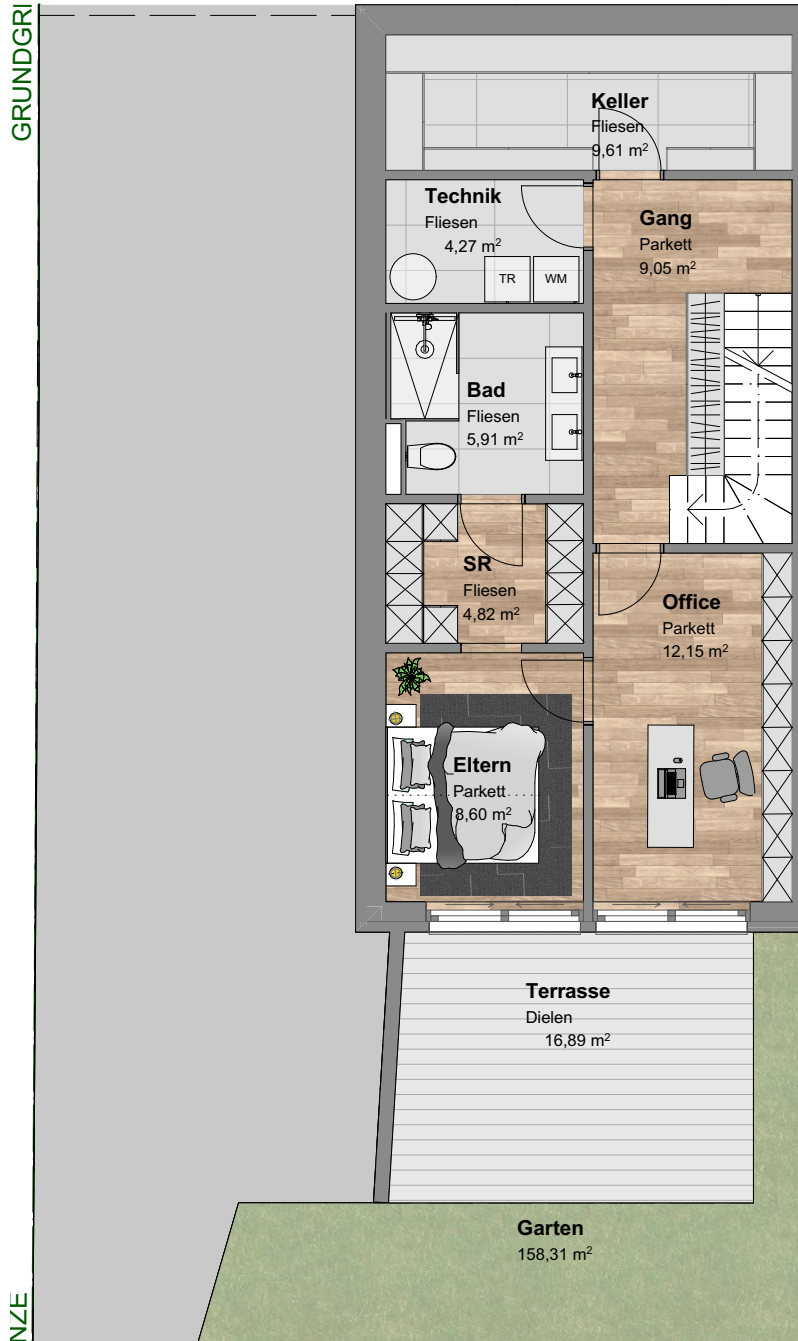 GRUNDGRI
Keller
Fliesen
9,61 m²
Technik
Fliesen
4,27 m²
TR
WM
Gang
Parkett
9,05 m²
Bad
Fliesen
5,91 m²
SR
Fliesen
4,82 m²
Office
Parkett
12,15 m²
Eltern
Parkett
8,60 m²
Terrasse
Dielen
16,89 m²
Garten
158,31 m²
NZE